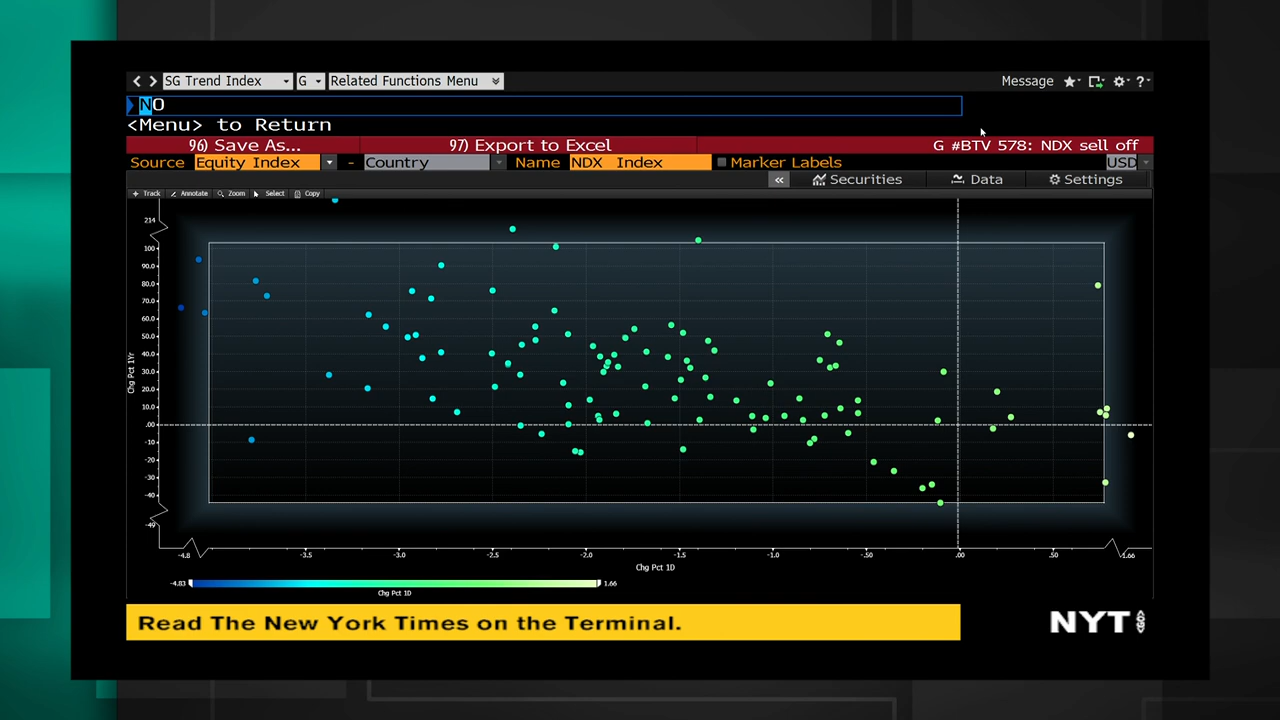 SG Trend Index G Related Functions Menu Message
NO
<Menu> to Return
96) Save As... 97) Export to Excel G #BTV 578: NDX sell off
Source Equity Index - Country Name NDX Index Marker Labels USD
« Securities Data Settings
Track Annotate Zoom Select Copy
214
100
90.0
80.0
70.0
60.0
50.0
40.0
30.0
20.0
10.0
.00
-10
-20
-30
-40
-49
Chg Pct 1Yr
-4.8 -3.5 -3.0 -2.5 -2.0 -1.5 -1.0 -.50 .00 .50 1.66
Chg Pct 1D
-4.83 1.66
Chg Pct 1D
Read The New York Times on the Terminal.
NYT